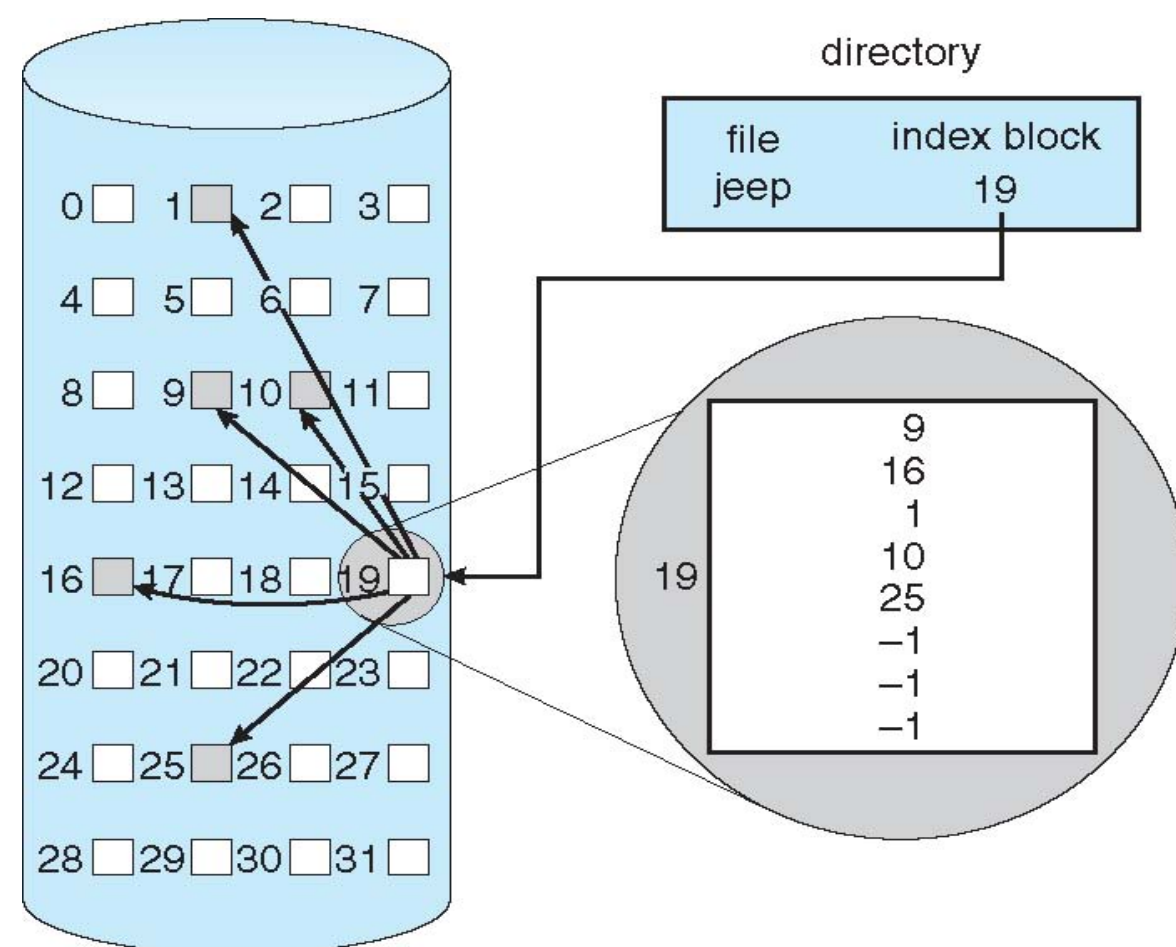 directory
file index block
jeep 19
0 1 2 3
4 5 6 7
8 9 10 11
12 13 14 15
16 17 18 19
20 21 22 23
24 25 26 27
28 29 30 31
19
9
16
1
10
25
–1
–1
–1